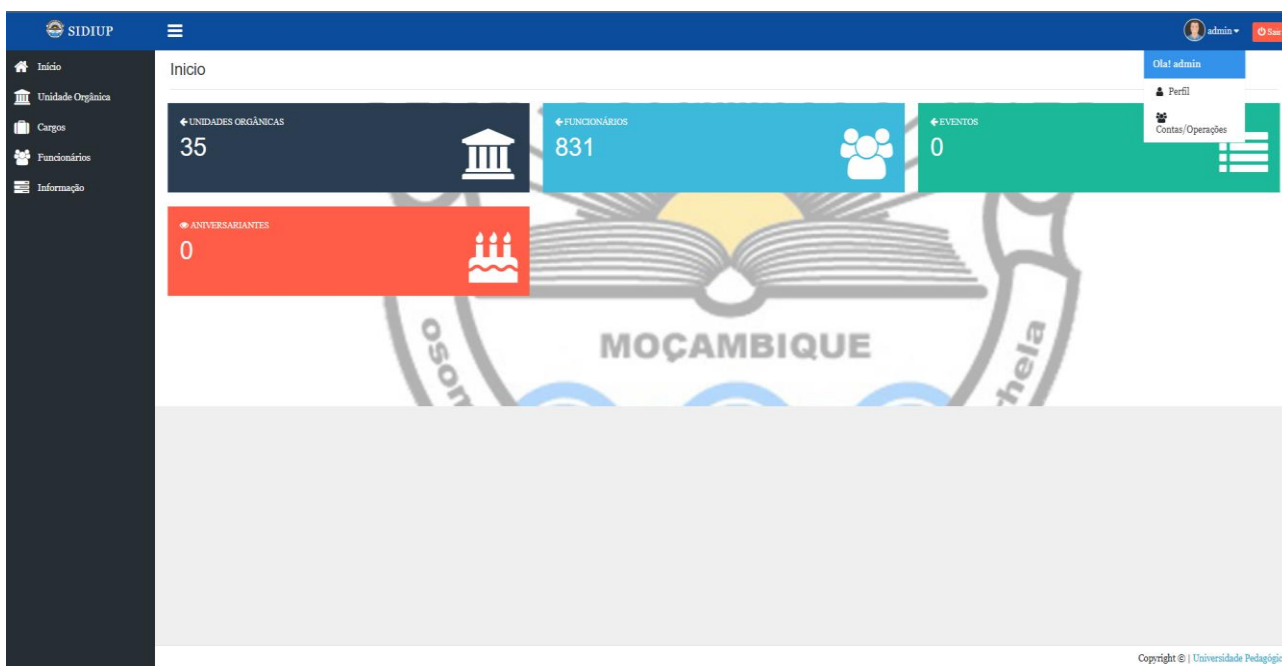 SIDIUP
admin
Sair
Início
Unidade Orgânica
Cargos
Funcionários
Informação
Inicio
Ola! admin
Perfil
Contas/Operações
UNIDADES ORGÂNICAS
35
FUNCIONÁRIOS
831
EVENTOS
0
ANIVERSARIANTES
0
MOÇAMBIQUE
Copyright © | Universidade Pedagógic